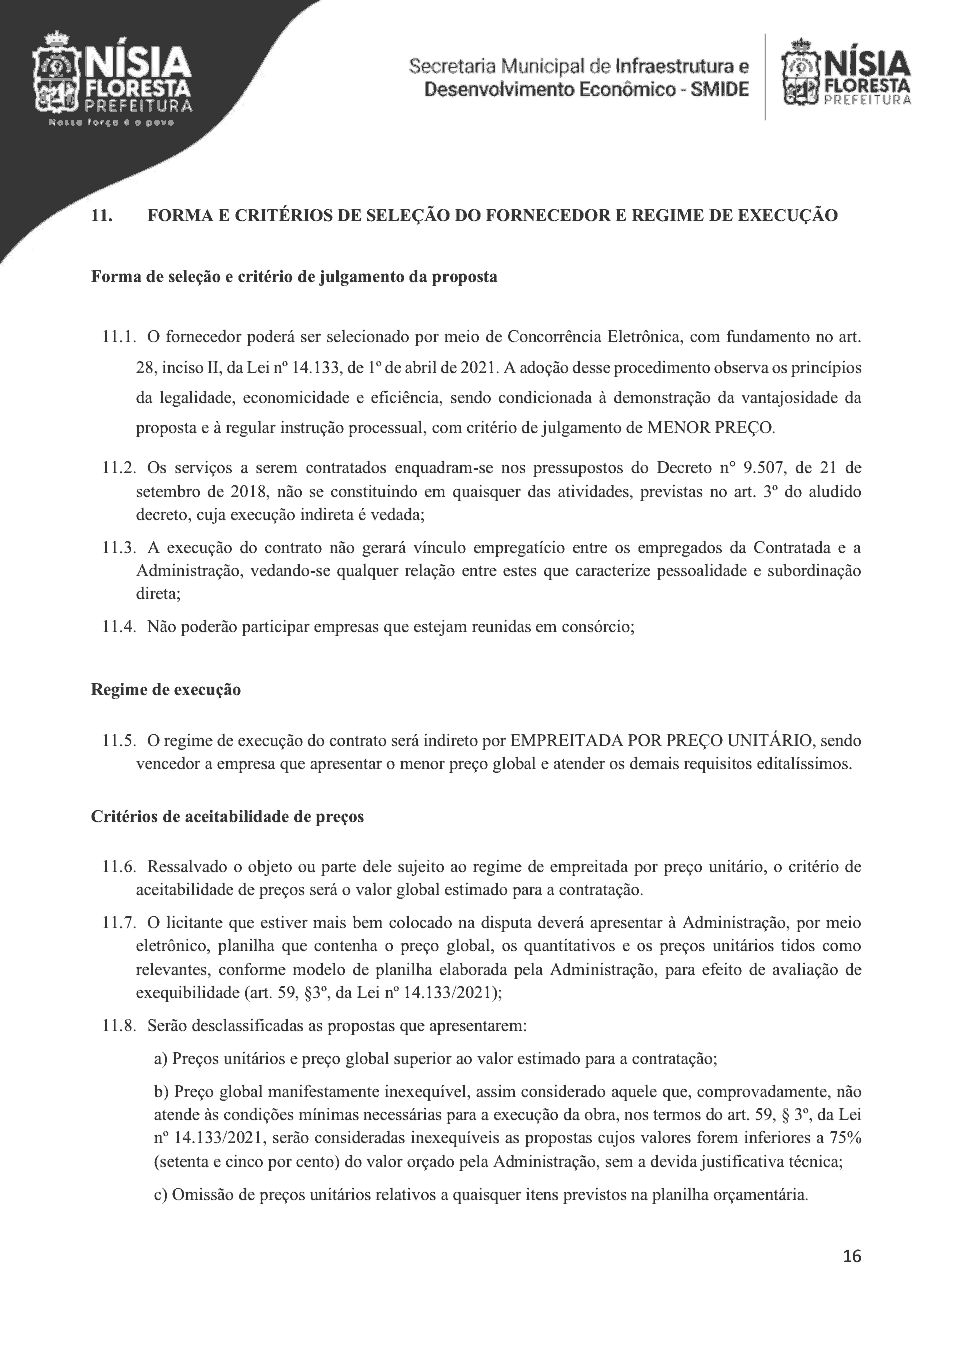 NÍSIA
FLORESTA
PREFEITURA
Nossa força é o povo
Secretaria Municipal de Infraestrutura e
Desenvolvimento Econômico - SMIDE
NÍSIA
FLORESTA
PREFEITURA
11. FORMA E CRITÉRIOS DE SELEÇÃO DO FORNECEDOR E REGIME DE EXECUÇÃO
Forma de seleção e critério de julgamento da proposta
11.1. O fornecedor poderá ser selecionado por meio de Concorrência Eletrônica, com fundamento no art.
28, inciso II, da Lei nº 14.133, de 1º de abril de 2021. A adoção desse procedimento observa os princípios
da legalidade, economicidade e eficiência, sendo condicionada à demonstração da vantajosidade da
proposta e à regular instrução processual, com critério de julgamento de MENOR PREÇO.
11.2. Os serviços a serem contratados enquadram-se nos pressupostos do Decreto n° 9.507, de 21 de
setembro de 2018, não se constituindo em quaisquer das atividades, previstas no art. 3º do aludido
decreto, cuja execução indireta é vedada;
11.3. A execução do contrato não gerará vínculo empregatício entre os empregados da Contratada e a
Administração, vedando-se qualquer relação entre estes que caracterize pessoalidade e subordinação
direta;
11.4. Não poderão participar empresas que estejam reunidas em consórcio;
Regime de execução
11.5. O regime de execução do contrato será indireto por EMPREITADA POR PREÇO UNITÁRIO, sendo
vencedor a empresa que apresentar o menor preço global e atender os demais requisitos editalíssimos.
Critérios de aceitabilidade de preços
11.6. Ressalvado o objeto ou parte dele sujeito ao regime de empreitada por preço unitário, o critério de
aceitabilidade de preços será o valor global estimado para a contratação.
11.7. O licitante que estiver mais bem colocado na disputa deverá apresentar à Administração, por meio
eletrônico, planilha que contenha o preço global, os quantitativos e os preços unitários tidos como
relevantes, conforme modelo de planilha elaborada pela Administração, para efeito de avaliação de
exequibilidade (art. 59, §3º, da Lei nº 14.133/2021);
11.8. Serão desclassificadas as propostas que apresentarem:
a) Preços unitários e preço global superior ao valor estimado para a contratação;
b) Preço global manifestamente inexequível, assim considerado aquele que, comprovadamente, não
atende às condições mínimas necessárias para a execução da obra, nos termos do art. 59, § 3º, da Lei
nº 14.133/2021, serão consideradas inexequíveis as propostas cujos valores forem inferiores a 75%
(setenta e cinco por cento) do valor orçado pela Administração, sem a devida justificativa técnica;
c) Omissão de preços unitários relativos a quaisquer itens previstos na planilha orçamentária.
16